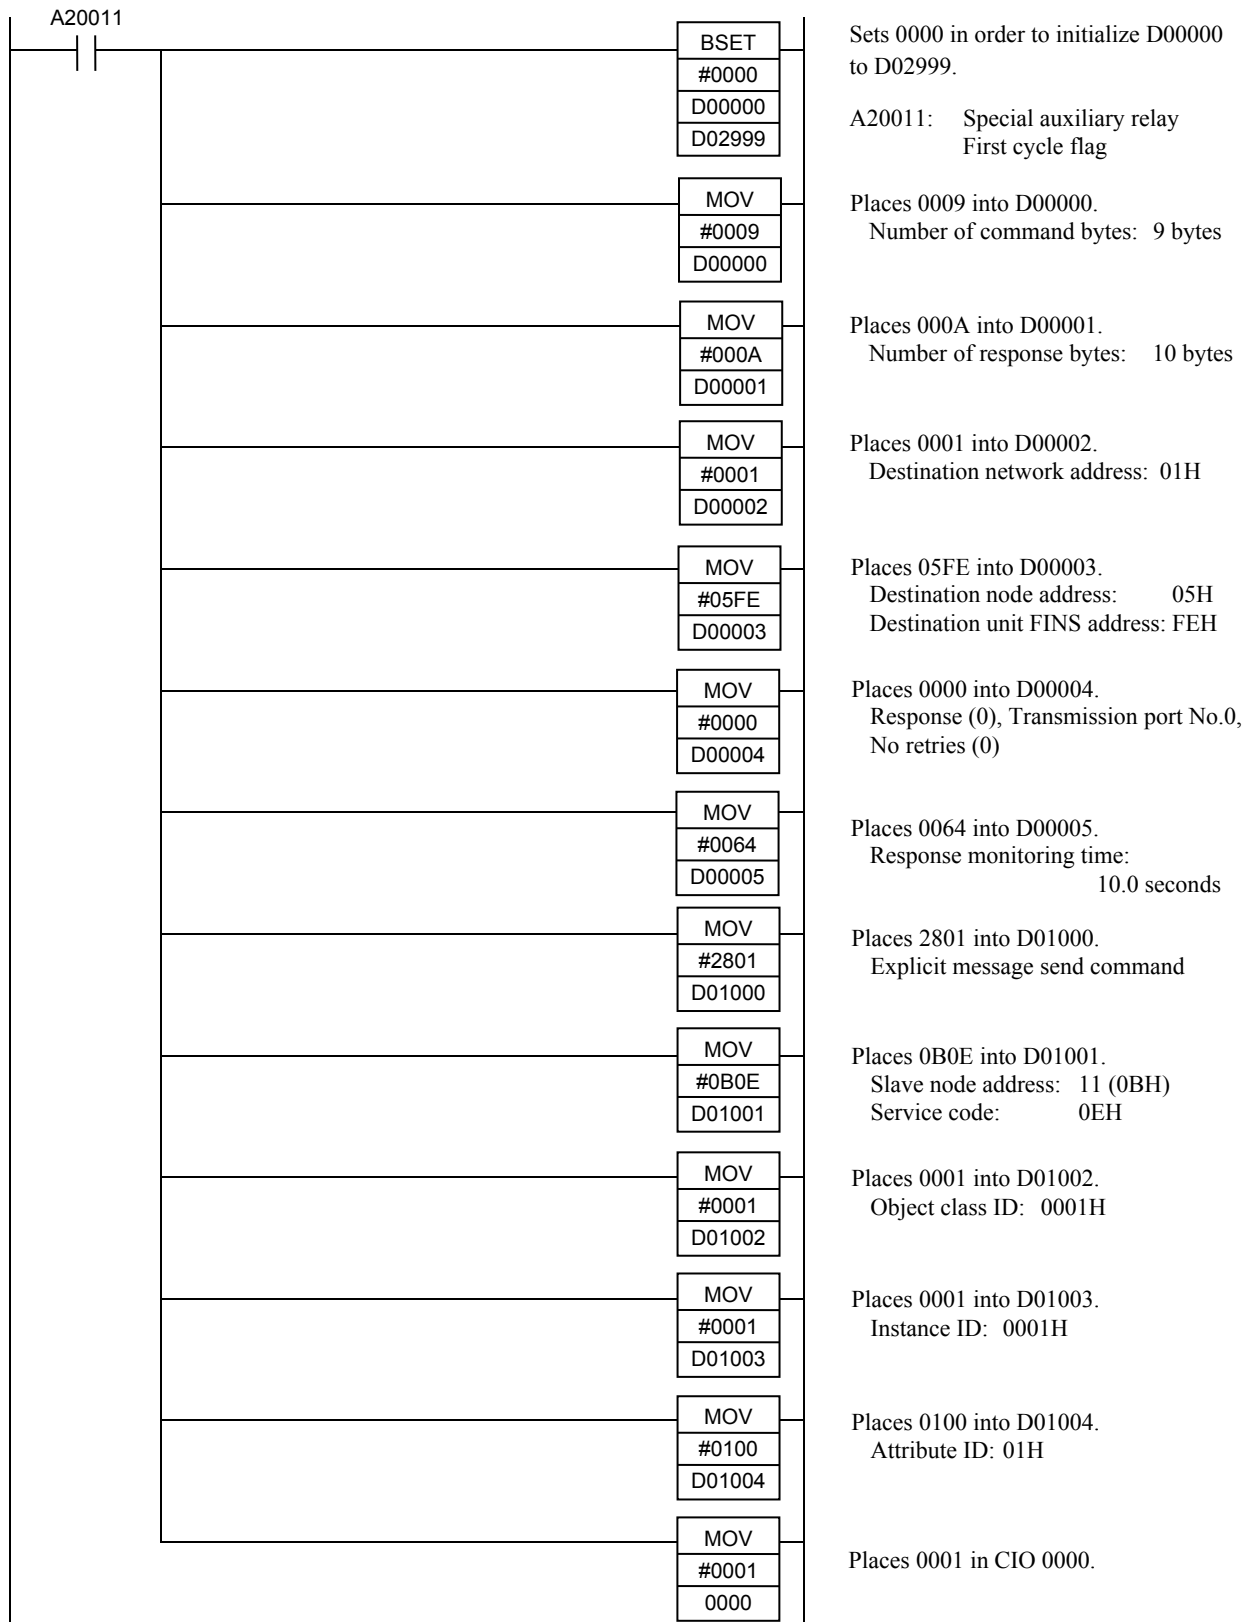 A20011
BSET
#0000
D00000
D02999
Sets 0000 in order to initialize D00000
to D02999.
A20011: Special auxiliary relay
First cycle flag
MOV
#0009
D00000
Places 0009 into D00000.
Number of command bytes: 9 bytes
MOV
#000A
D00001
Places 000A into D00001.
Number of response bytes: 10 bytes
MOV
#0001
D00002
Places 0001 into D00002.
Destination network address: 01H
MOV
#05FE
D00003
Places 05FE into D00003.
Destination node address: 05H
Destination unit FINS address: FEH
MOV
#0000
D00004
Places 0000 into D00004.
Response (0), Transmission port No.0,
No retries (0)
MOV
#0064
D00005
Places 0064 into D00005.
Response monitoring time:
10.0 seconds
MOV
#2801
D01000
Places 2801 into D01000.
Explicit message send command
MOV
#0B0E
D01001
Places 0B0E into D01001.
Slave node address: 11 (0BH)
Service code: 0EH
MOV
#0001
D01002
Places 0001 into D01002.
Object class ID: 0001H
MOV
#0001
D01003
Places 0001 into D01003.
Instance ID: 0001H
MOV
#0100
D01004
Places 0100 into D01004.
Attribute ID: 01H
MOV
#0001
0000
Places 0001 in CIO 0000.